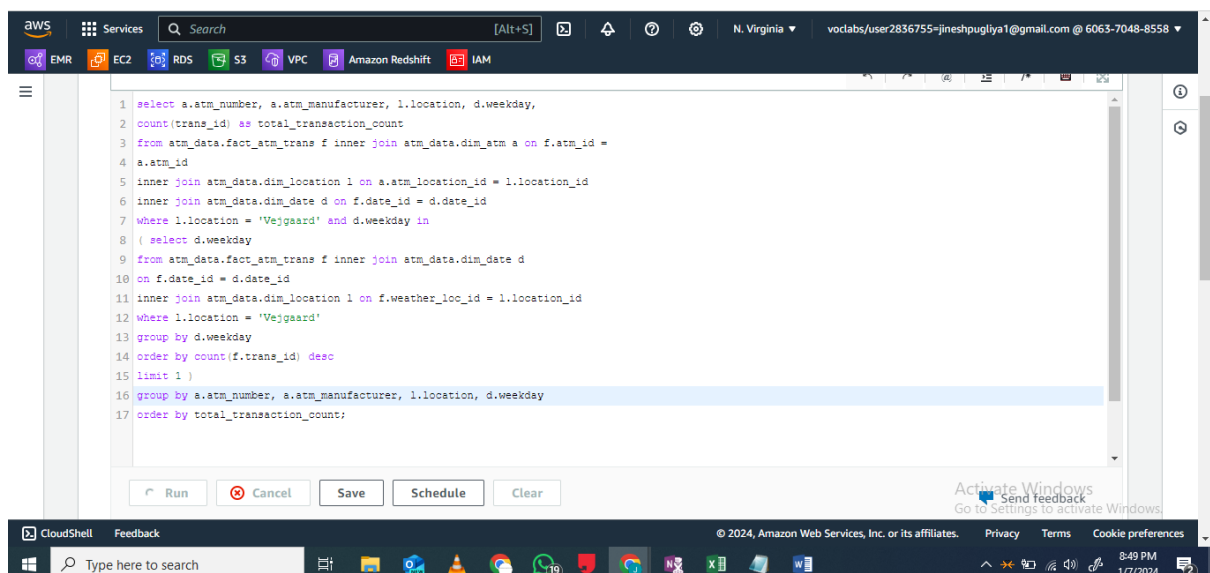 aws Services Search [Alt+S] N. Virginia voclabs/user2836755=jineshpugliya1@gmail.com @ 6063-7048-8558
EMR EC2 RDS S3 VPC Amazon Redshift IAM
1 select a.atm_number, a.atm_manufacturer, l.location, d.weekday,
2 count(trans_id) as total_transaction_count
3 from atm_data.fact_atm_trans f inner join atm_data.dim_atm a on f.atm_id =
4 a.atm_id
5 inner join atm_data.dim_location l on a.atm_location_id = l.location_id
6 inner join atm_data.dim_date d on f.date_id = d.date_id
7 where l.location = 'Vejgaard' and d.weekday in
8 ( select d.weekday
9 from atm_data.fact_atm_trans f inner join atm_data.dim_date d
10 on f.date_id = d.date_id
11 inner join atm_data.dim_location l on f.weather_loc_id = l.location_id
12 where l.location = 'Vejgaard'
13 group by d.weekday
14 order by count(f.trans_id) desc
15 limit 1 )
16 group by a.atm_number, a.atm_manufacturer, l.location, d.weekday
17 order by total_transaction_count;
Run Cancel Save Schedule Clear
Activate Windows
Send feedback
Go to Settings to activate Windows.
CloudShell Feedback © 2024, Amazon Web Services, Inc. or its affiliates. Privacy Terms Cookie preferences
Type here to search 8:49 PM
1/7/2024